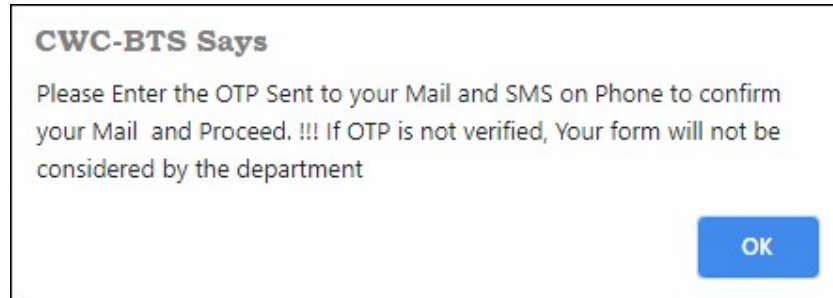 CWC-BTS Says
Please Enter the OTP Sent to your Mail and SMS on Phone to confirm
your Mail  and Proceed. !!! If OTP is not verified, Your form will not be
considered by the department
OK